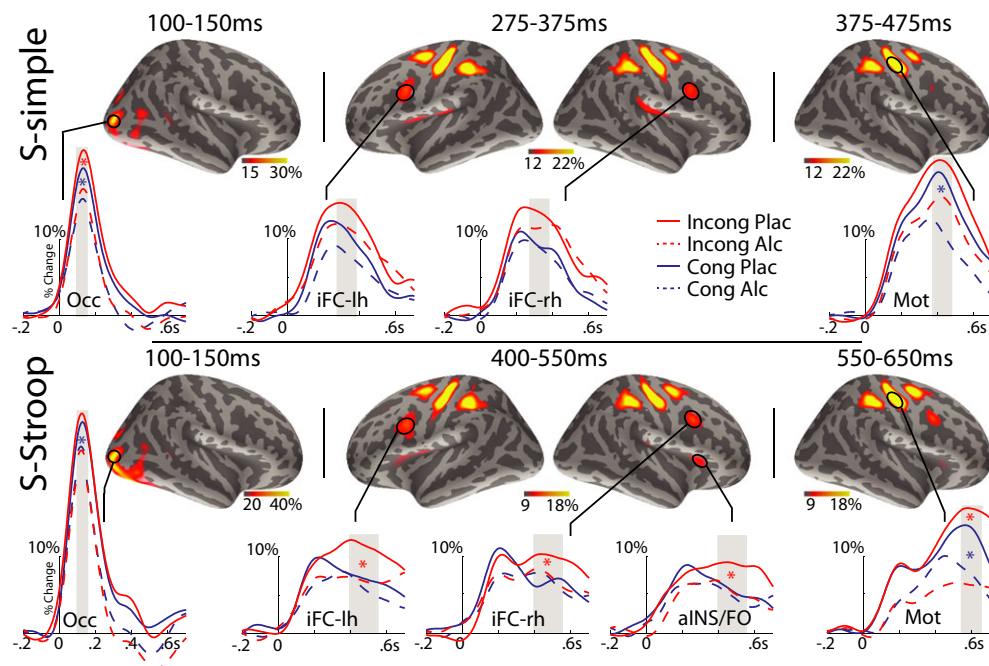 S-simple
100-150ms
275-375ms
375-475ms
15 30%
12 22%
12 22%
10%
% Change
Occ
-.2 0 .6s
iFC-lh
-.2 0 .6s
10%
iFC-rh
-.2 0 .6s
10%
Incong Plac
Incong Alc
Cong Plac
Cong Alc
*
*
10%
*
Mot
-.2 0 .6s
S-Stroop
100-150ms
400-550ms
550-650ms
20 40%
9 18%
9 18%
*
10%
% Change
Occ
-.2 0 .2 .4 .6s
10%
*
iFC-lh
-.2 0 .6s
10%
*
iFC-rh
-.2 0 .6s
10%
*
aINS/FO
-.2 0 .6s
10%
*
*
Mot
-.2 0 .6s